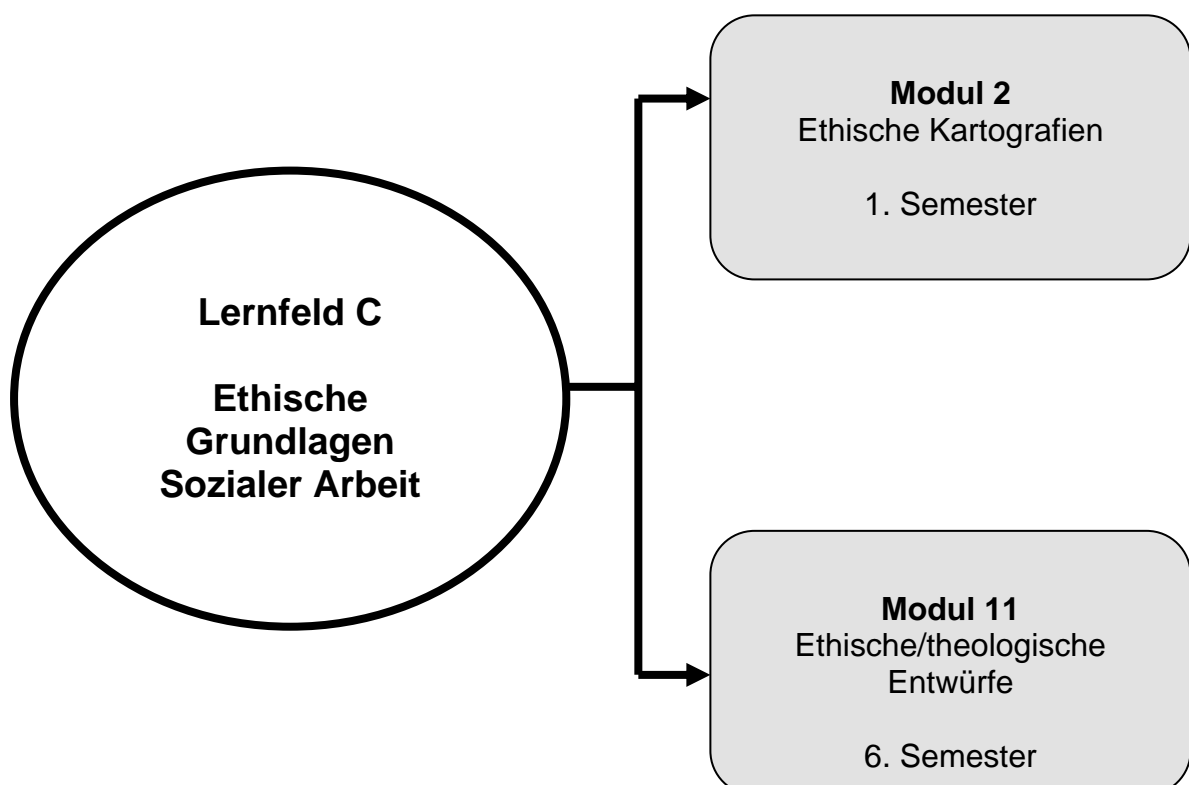 Lernfeld C
Ethische
Grundlagen
Sozialer Arbeit
Modul 2
Ethische Kartografien
1. Semester
Modul 11
Ethische/theologische
Entwürfe
6. Semester